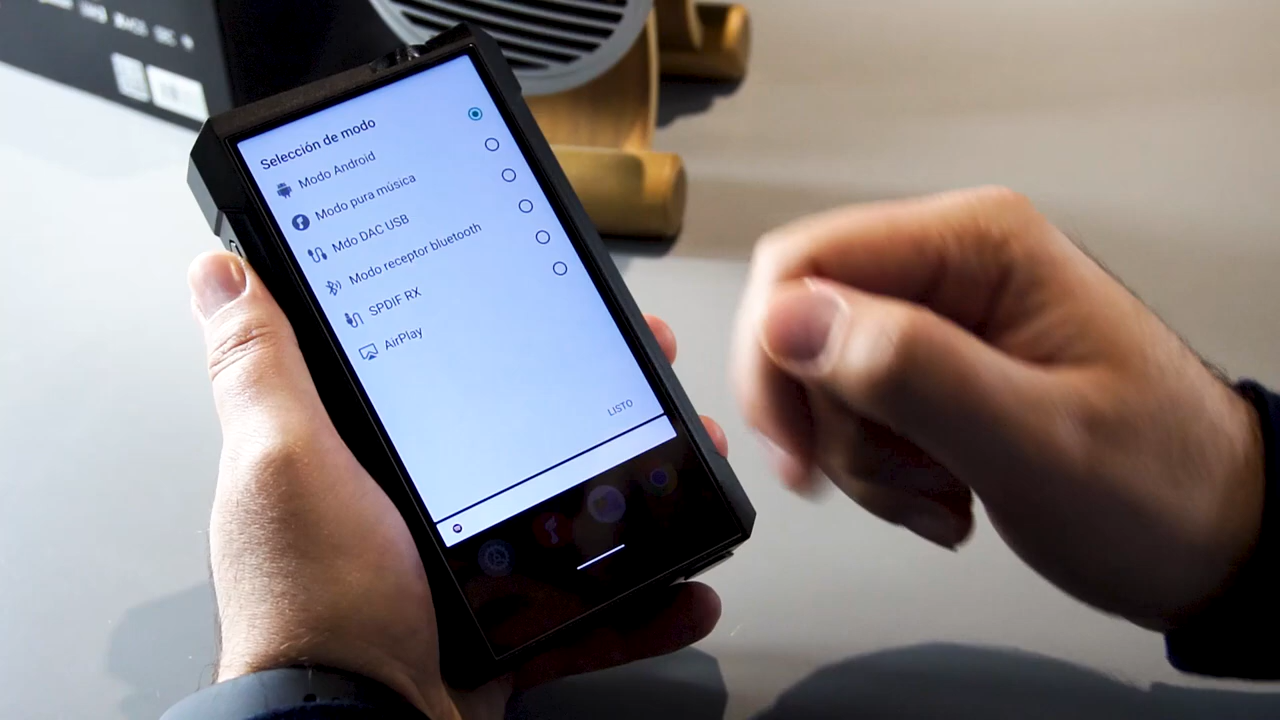 Selección de modo
Modo Android
Modo pura música
Mdo DAC USB
Modo receptor bluetooth
SPDIF RX
AirPlay
LISTO